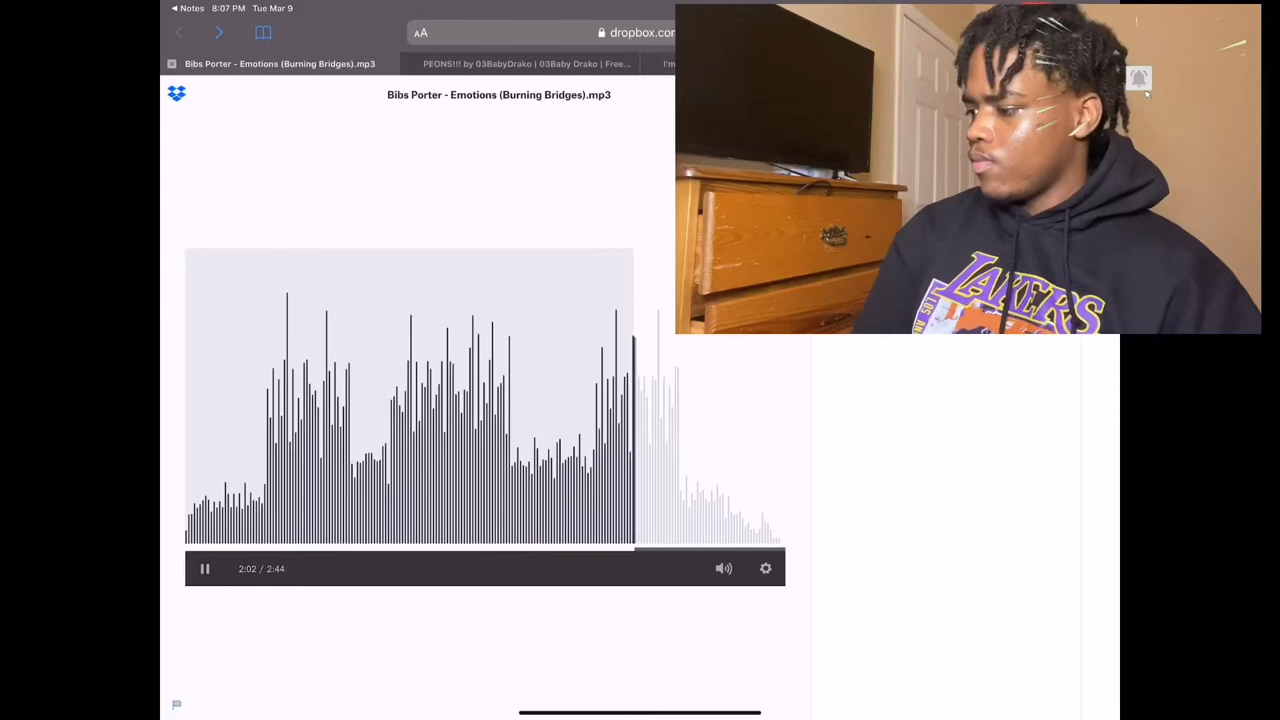 Notes 8:07 PM Tue Mar 9
AA dropbox.con
Bibs Porter - Emotions (Burning Bridges).mp3 PEONS!!! by 03BabyDrako | 03Baby Drako | Free... I'm
Bibs Porter - Emotions (Burning Bridges).mp3
LAKERS
2:02 / 2:44